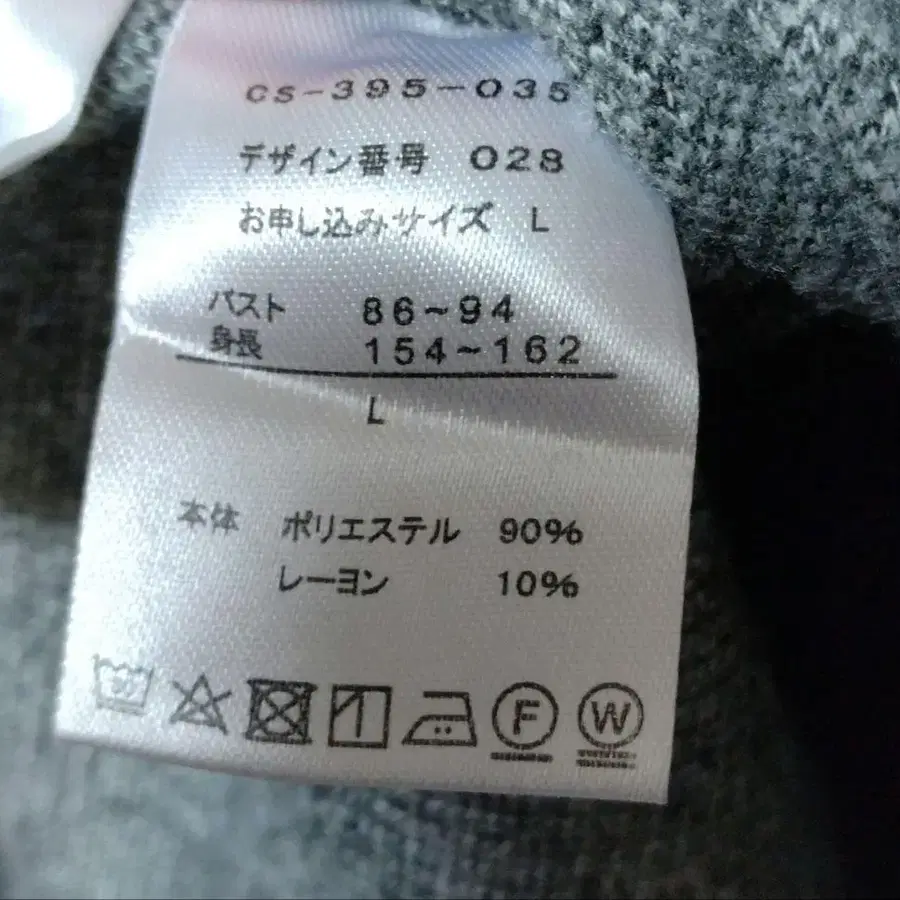 cs-395-035
デザイン番号 028
お申し込みサイズ L
バスト 86~94
身長 154~162
L
本体 ポリエステル 90%
レーヨン 10%
F W